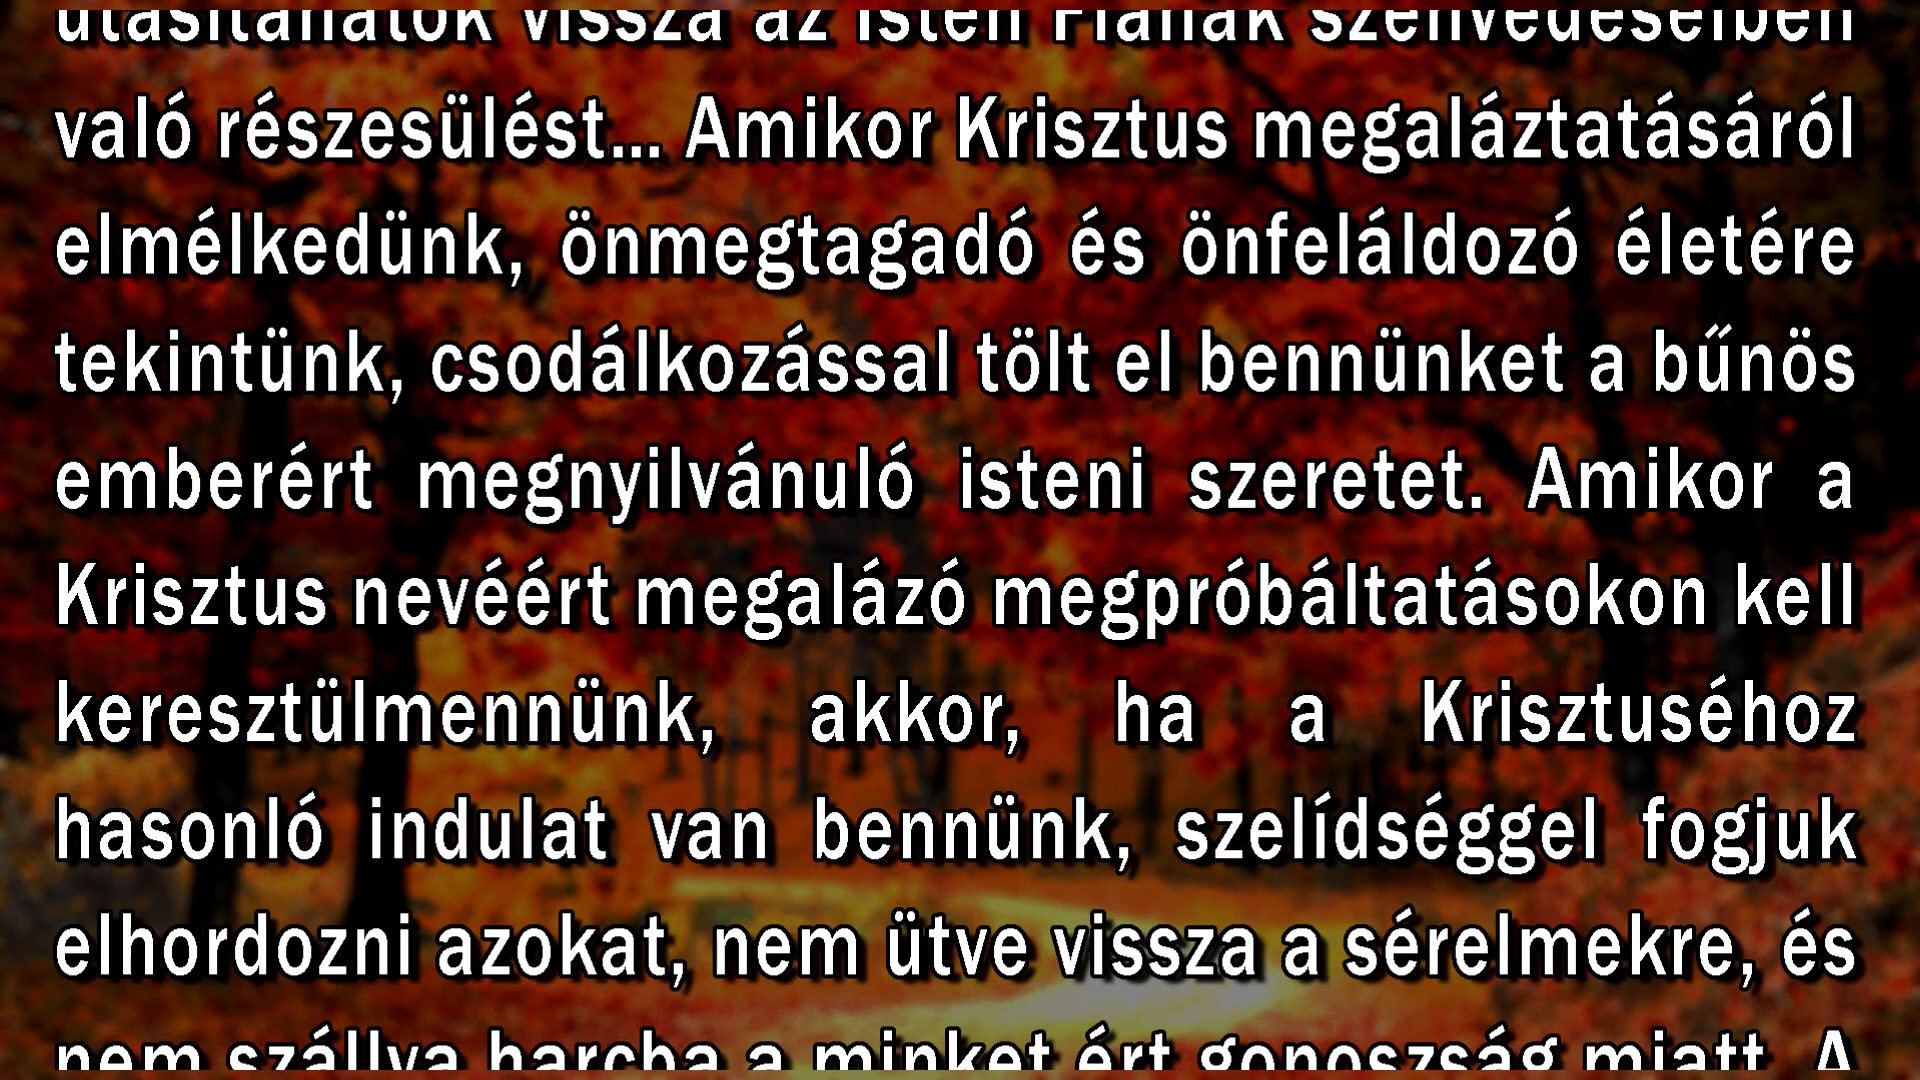 utasíthatok vissza az Isten Fiának szenvedéseiben
való részesülést... Amikor Krisztus megaláztatásáról
elmélkedünk, önmegtagadó és önfeláldozó életére
tekintünk, csodálkozással tölt el bennünket a bűnös
emberért megnyilvánuló isteni szeretet. Amikor a
Krisztus nevéért megalázó megpróbáltatásokon kell
keresztülmennünk, akkor, ha a Krisztuséhoz
hasonló indulat van bennünk, szelídséggel fogjuk
elhordozni azokat, nem ütve vissza a sérelmekre, és
nem szállva harcba a minket ért gonoszság miatt. A